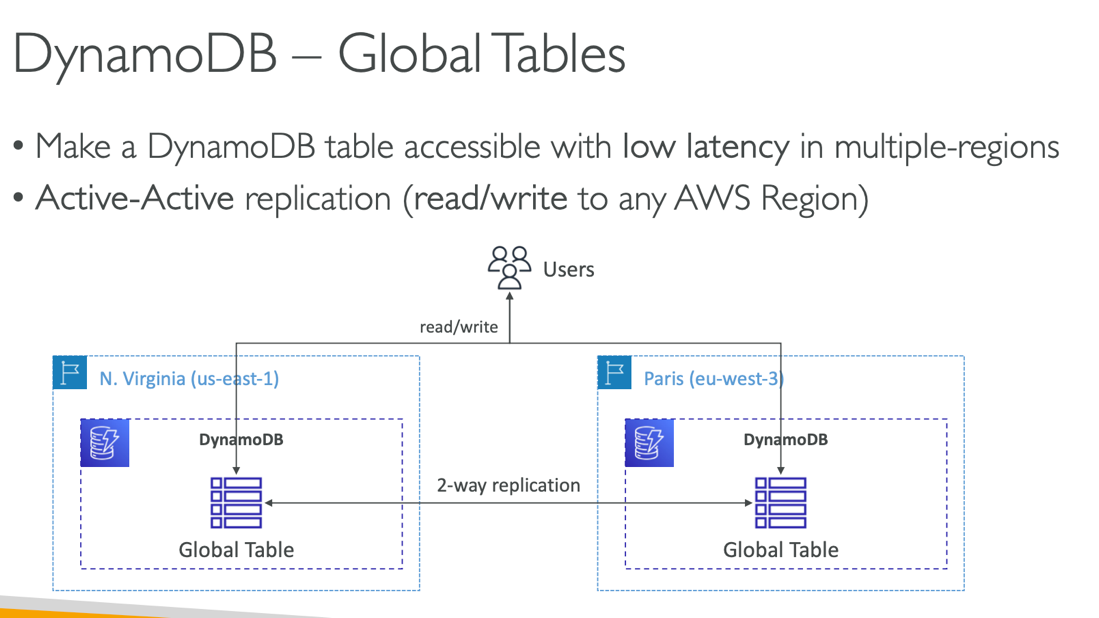 DynamoDB – Global Tables
• Make a DynamoDB table accessible with low latency in multiple-regions
• Active-Active replication (read/write to any AWS Region)
Users
read/write
N. Virginia (us-east-1)
Paris (eu-west-3)
DynamoDB
DynamoDB
2-way replication
Global Table
Global Table